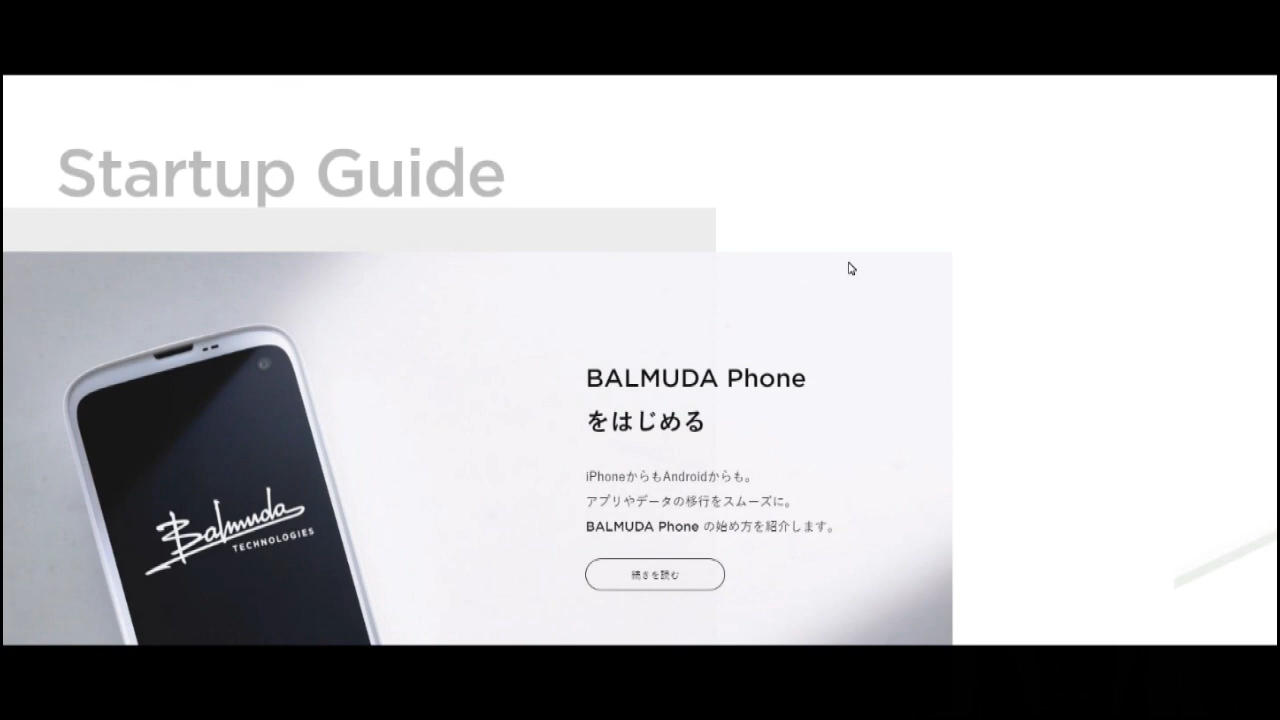 Startup Guide
BALMUDA Phone
をはじめる
iPhoneからもAndroidからも。
アプリやデータの移行をスムーズに。
BALMUDA Phone の始め方を紹介します。
続きを読む
Balmuda
TECHNOLOGIES